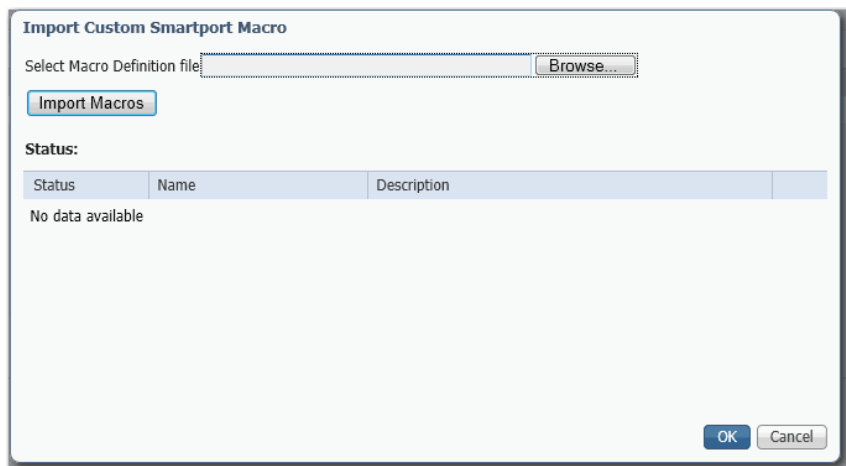 Import Custom Smartport Macro
Select Macro Definition file Browse...
Import Macros
Status:
Status Name Description
No data available
OK Cancel